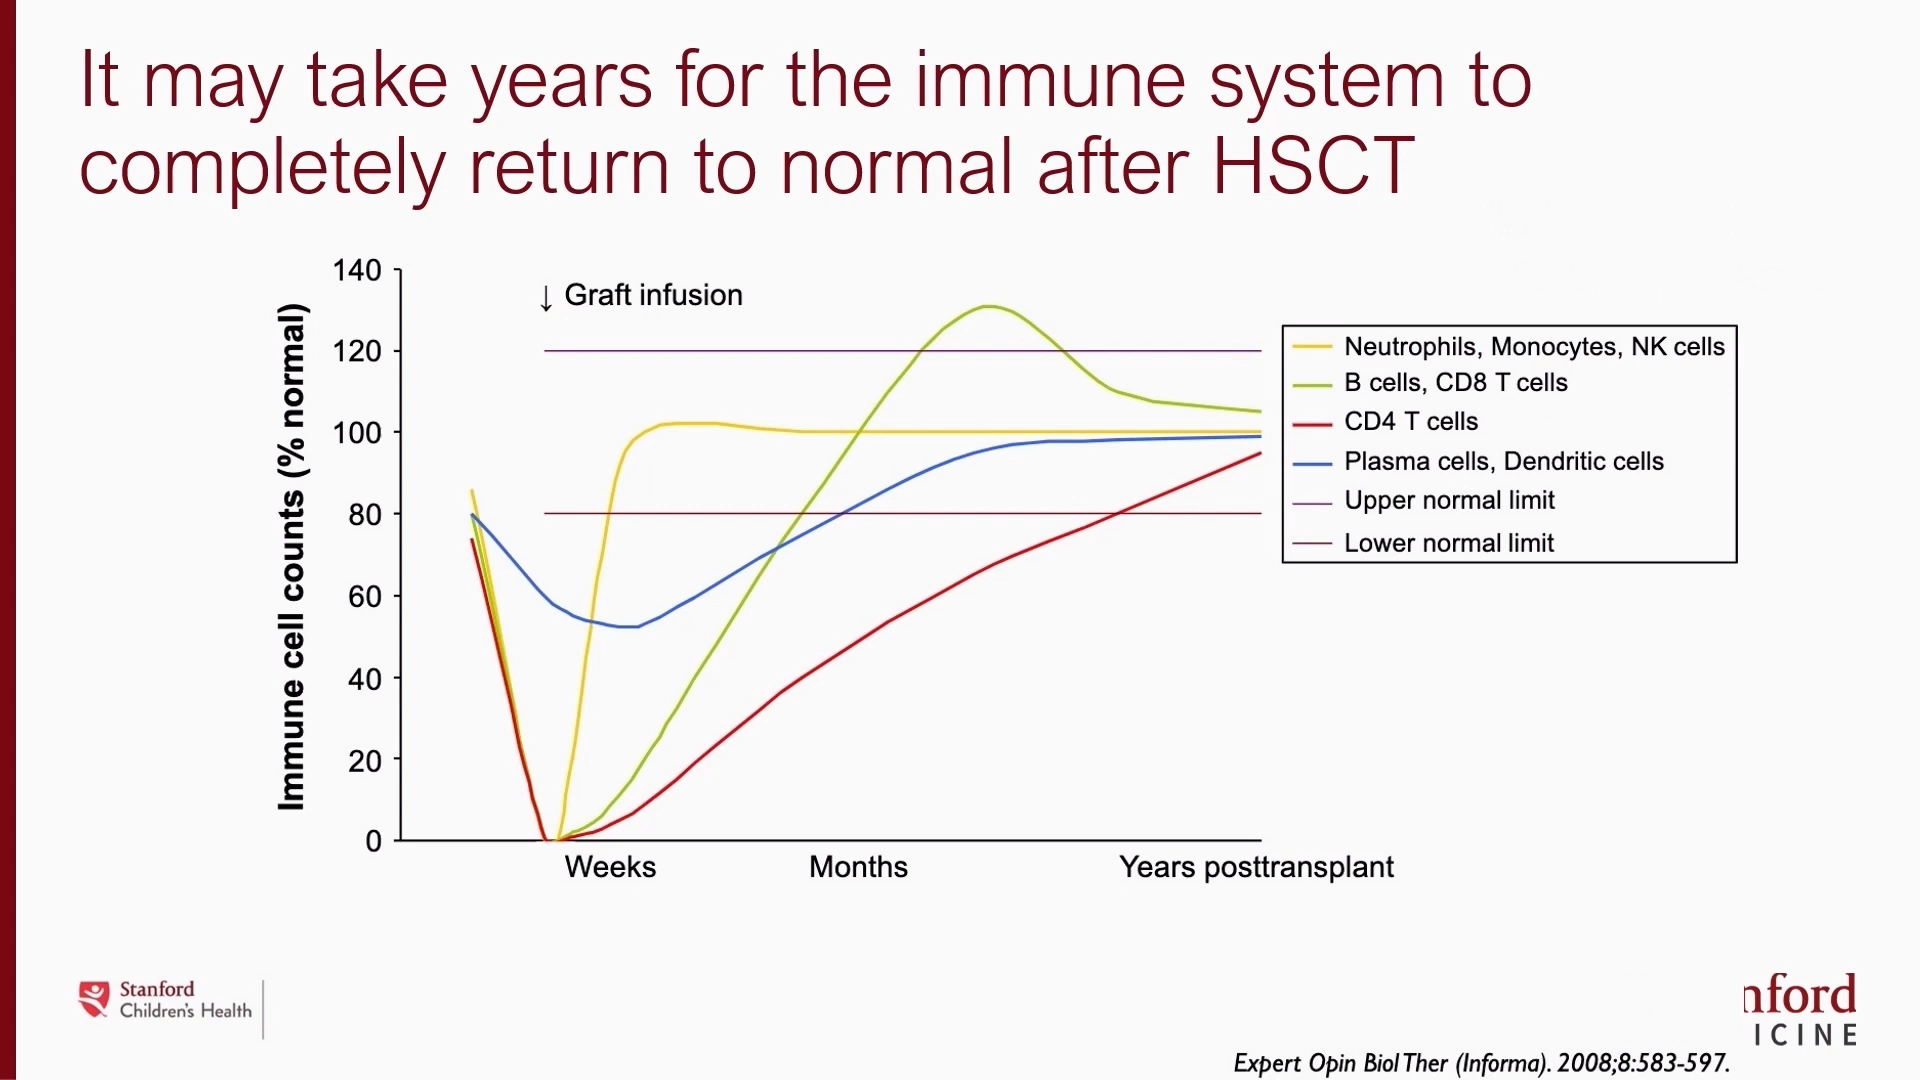 It may take years for the immune system to
completely return to normal after HSCT
Immune cell counts (% normal)
140
120
100
80
60
40
20
0
↓ Graft infusion
Weeks
Months
Years posttransplant
Neutrophils, Monocytes, NK cells
B cells, CD8 T cells
CD4 T cells
Plasma cells, Dendritic cells
Upper normal limit
Lower normal limit
Stanford
Children's Health
nford
ICINE
Expert Opin Biol Ther (Informa). 2008;8:583-597.